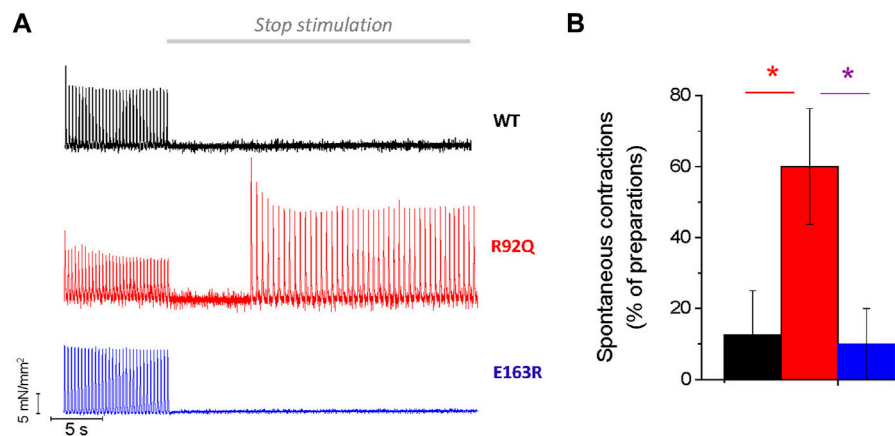 A
Stop stimulation
WT
R92Q
E163R
5 mN/mm²
5 s
B
*
*
80
60
40
20
0
Spontaneous contractions
(% of preparations)